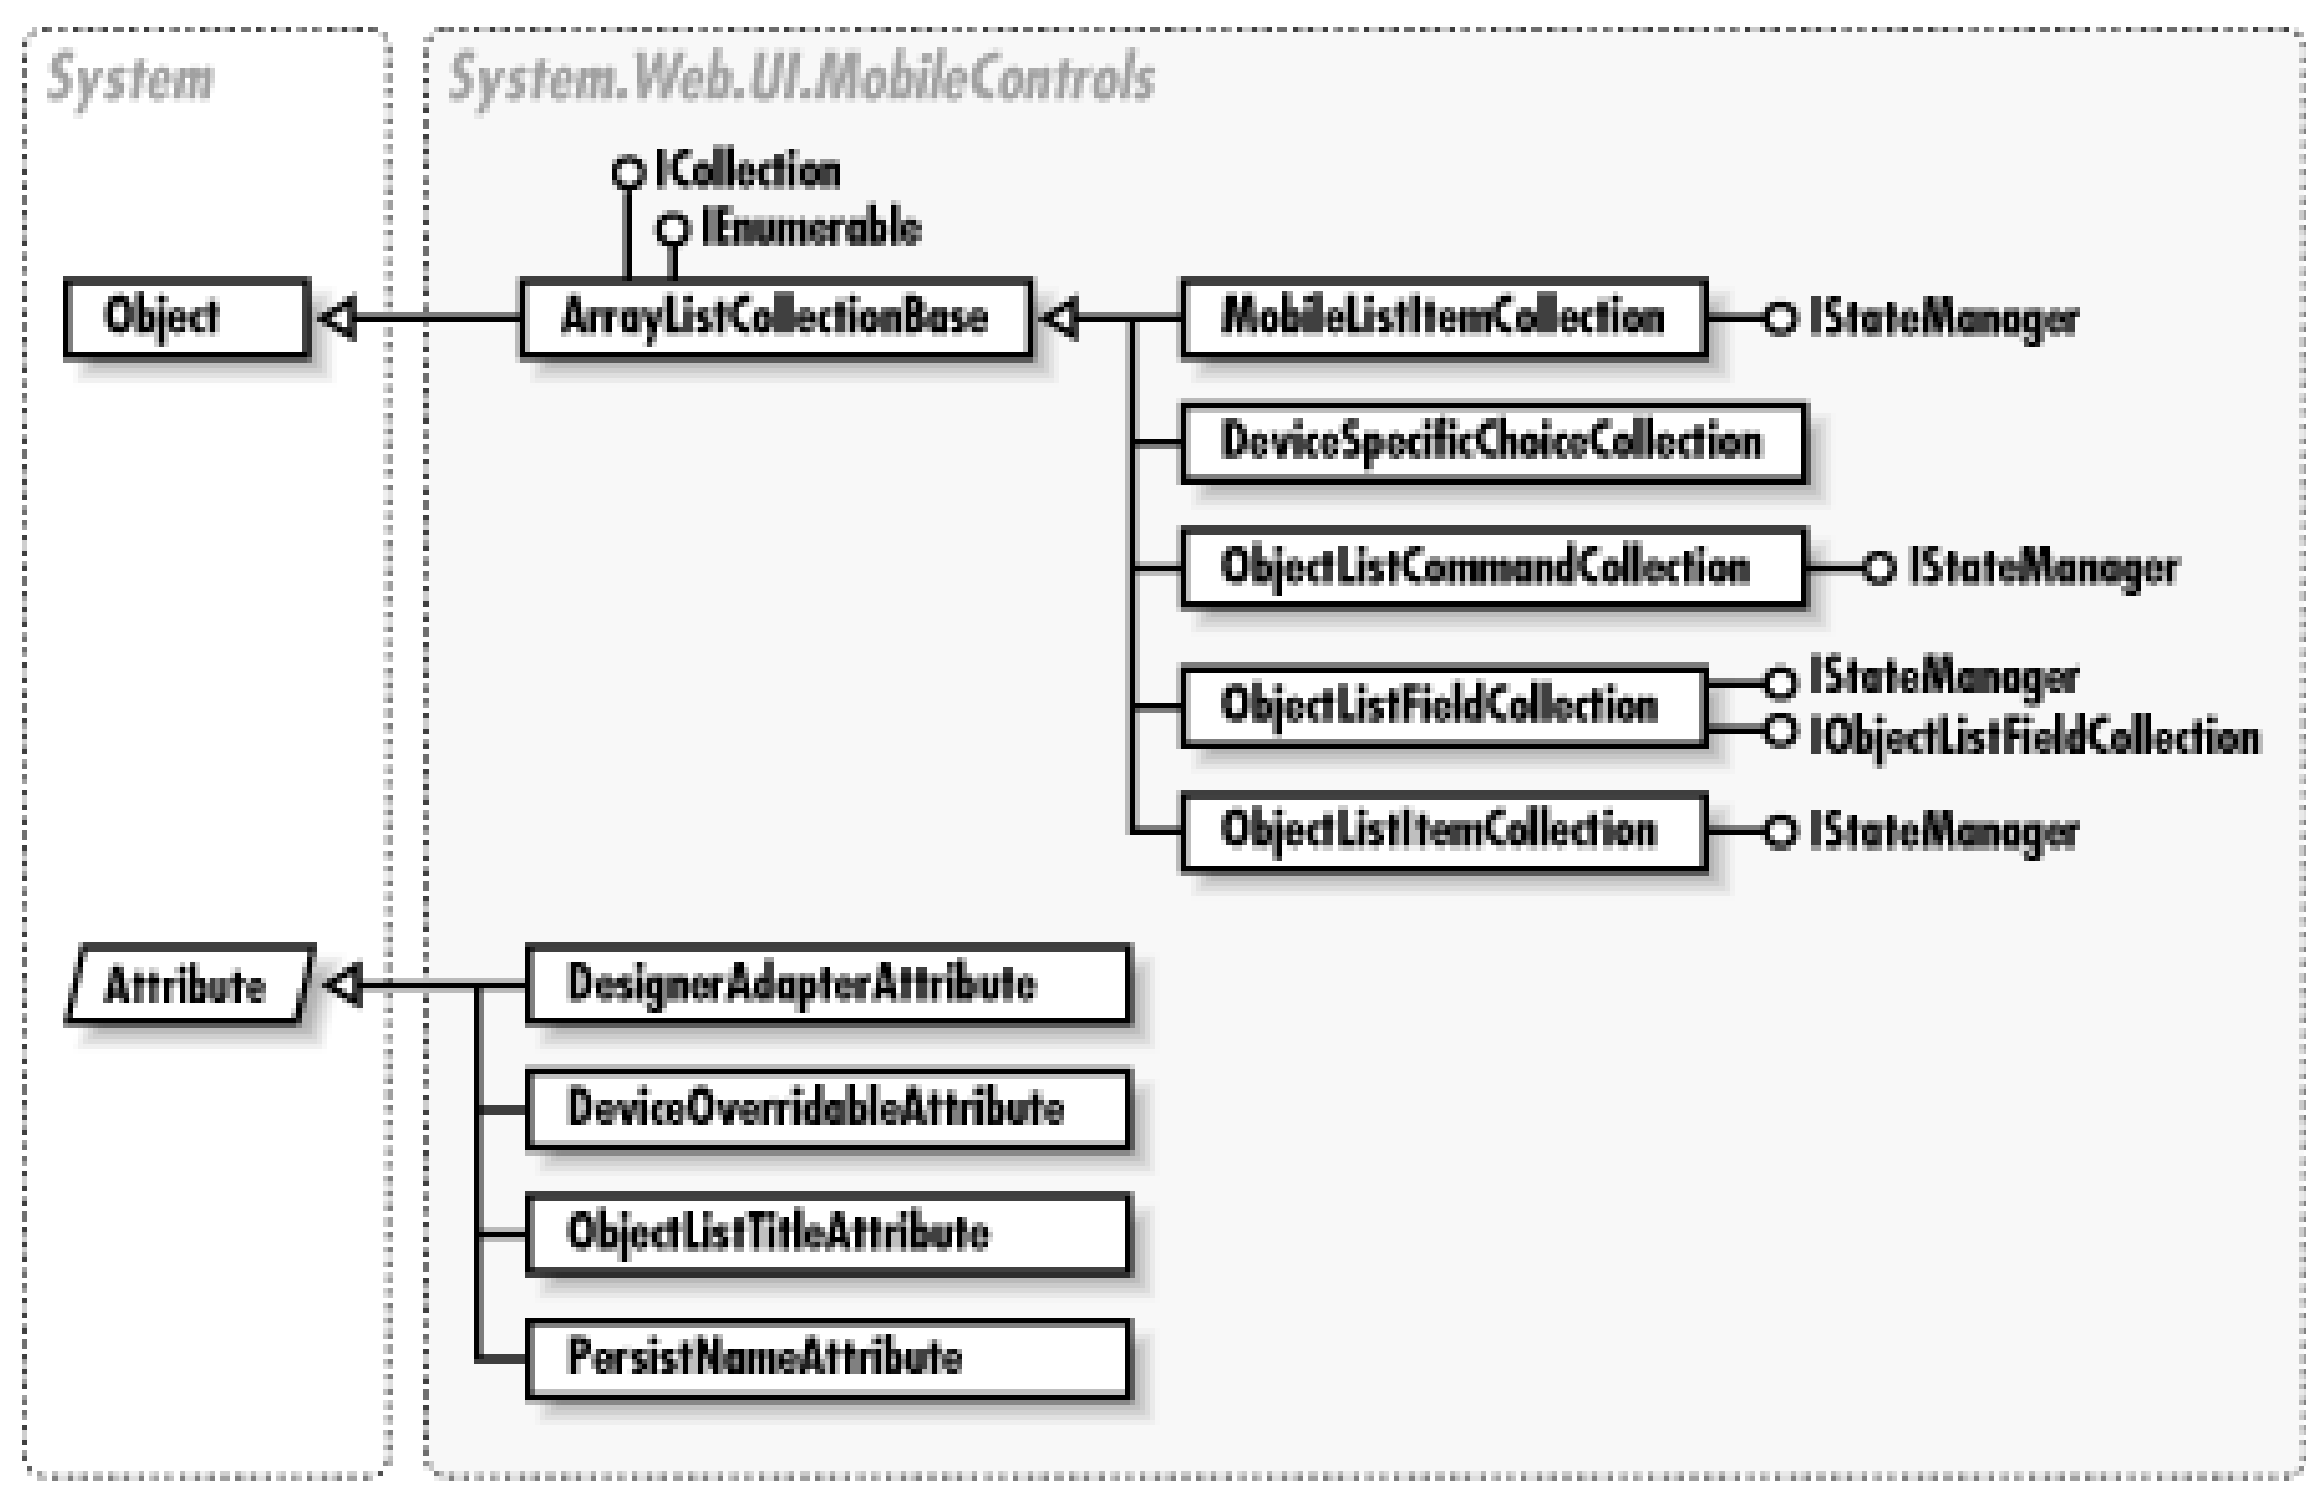 System
System.Web.UI.MobileControls
ICollection
IEnumerable
Object
ArrayListCollectionBase
MobileListItemCollection
IStateManager
DeviceSpecificChoiceCollection
ObjectListCommandCollection
IStateManager
ObjectListFieldCollection
IStateManager
IObjectListFieldCollection
ObjectListItemCollection
IStateManager
Attribute
DesignerAdapterAttribute
DeviceOverridableAttribute
ObjectListTitleAttribute
PersistNameAttribute